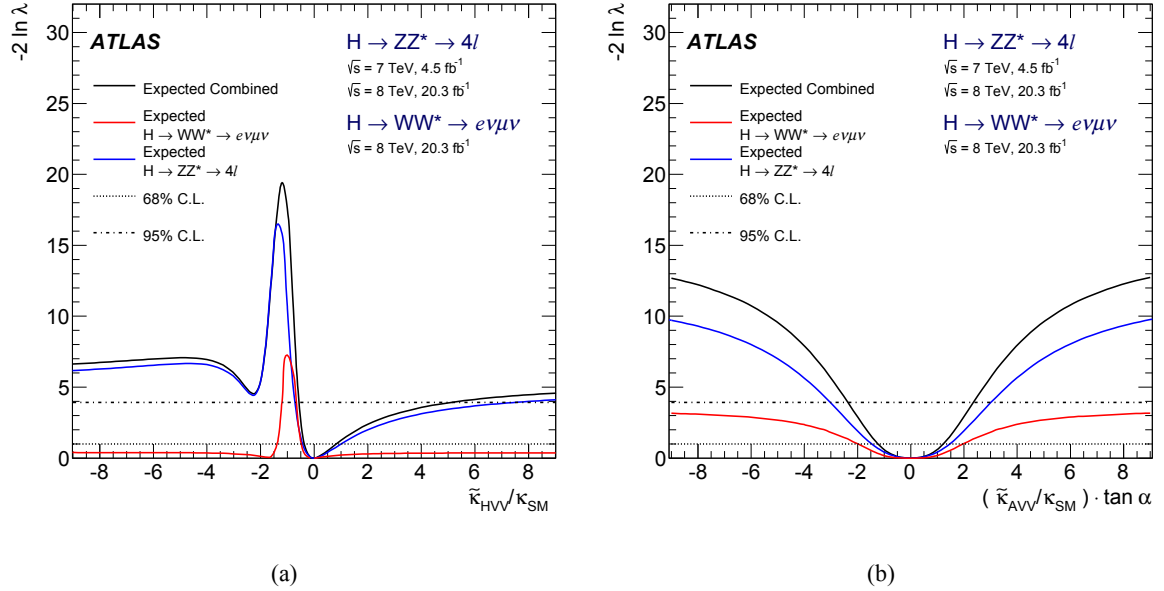 -2 ln λ
30
25
20
15
10
5
0
ATLAS
Expected Combined
Expected
H → WW* → eνμν
Expected
H → ZZ* → 4l
68% C.L.
95% C.L.
H → ZZ* → 4l
√s = 7 TeV, 4.5 fb⁻¹
√s = 8 TeV, 20.3 fb⁻¹
H → WW* → eνμν
√s = 8 TeV, 20.3 fb⁻¹
-8 -6 -4 -2 0 2 4 6 8
κ̃_HVV/κ_SM
(a)
-2 ln λ
30
25
20
15
10
5
0
ATLAS
Expected Combined
Expected
H → WW* → eνμν
Expected
H → ZZ* → 4l
68% C.L.
95% C.L.
H → ZZ* → 4l
√s = 7 TeV, 4.5 fb⁻¹
√s = 8 TeV, 20.3 fb⁻¹
H → WW* → eνμν
√s = 8 TeV, 20.3 fb⁻¹
-8 -6 -4 -2 0 2 4 6 8
( κ̃_AVV/κ_SM ) · tan α
(b)